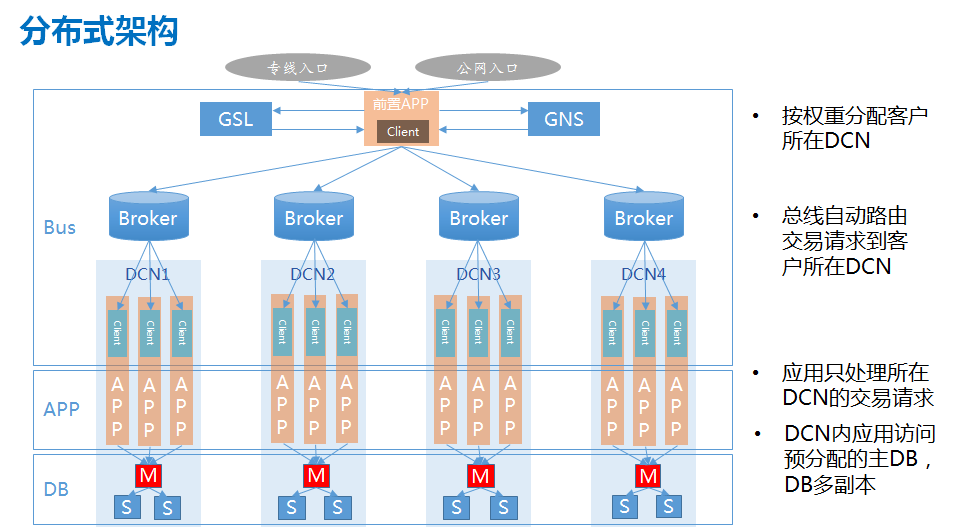 分布式架构
专线入口
公网入口
前置APP
Client
GSL
GNS
Broker
Broker
Broker
Broker
Bus
DCN1
DCN2
DCN3
DCN4
Client
Client
Client
Client
Client
Client
Client
Client
Client
Client
Client
Client
APP
APP
APP
APP
APP
APP
APP
APP
APP
APP
APP
APP
APP
DB
M
M
M
M
S
S
S
S
S
S
S
S
• 按权重分配客户
所在DCN
• 总线自动路由
交易请求到客
户所在DCN
• 应用只处理所在
DCN的交易请求
• DCN内应用访问
预分配的主DB，
DB多副本